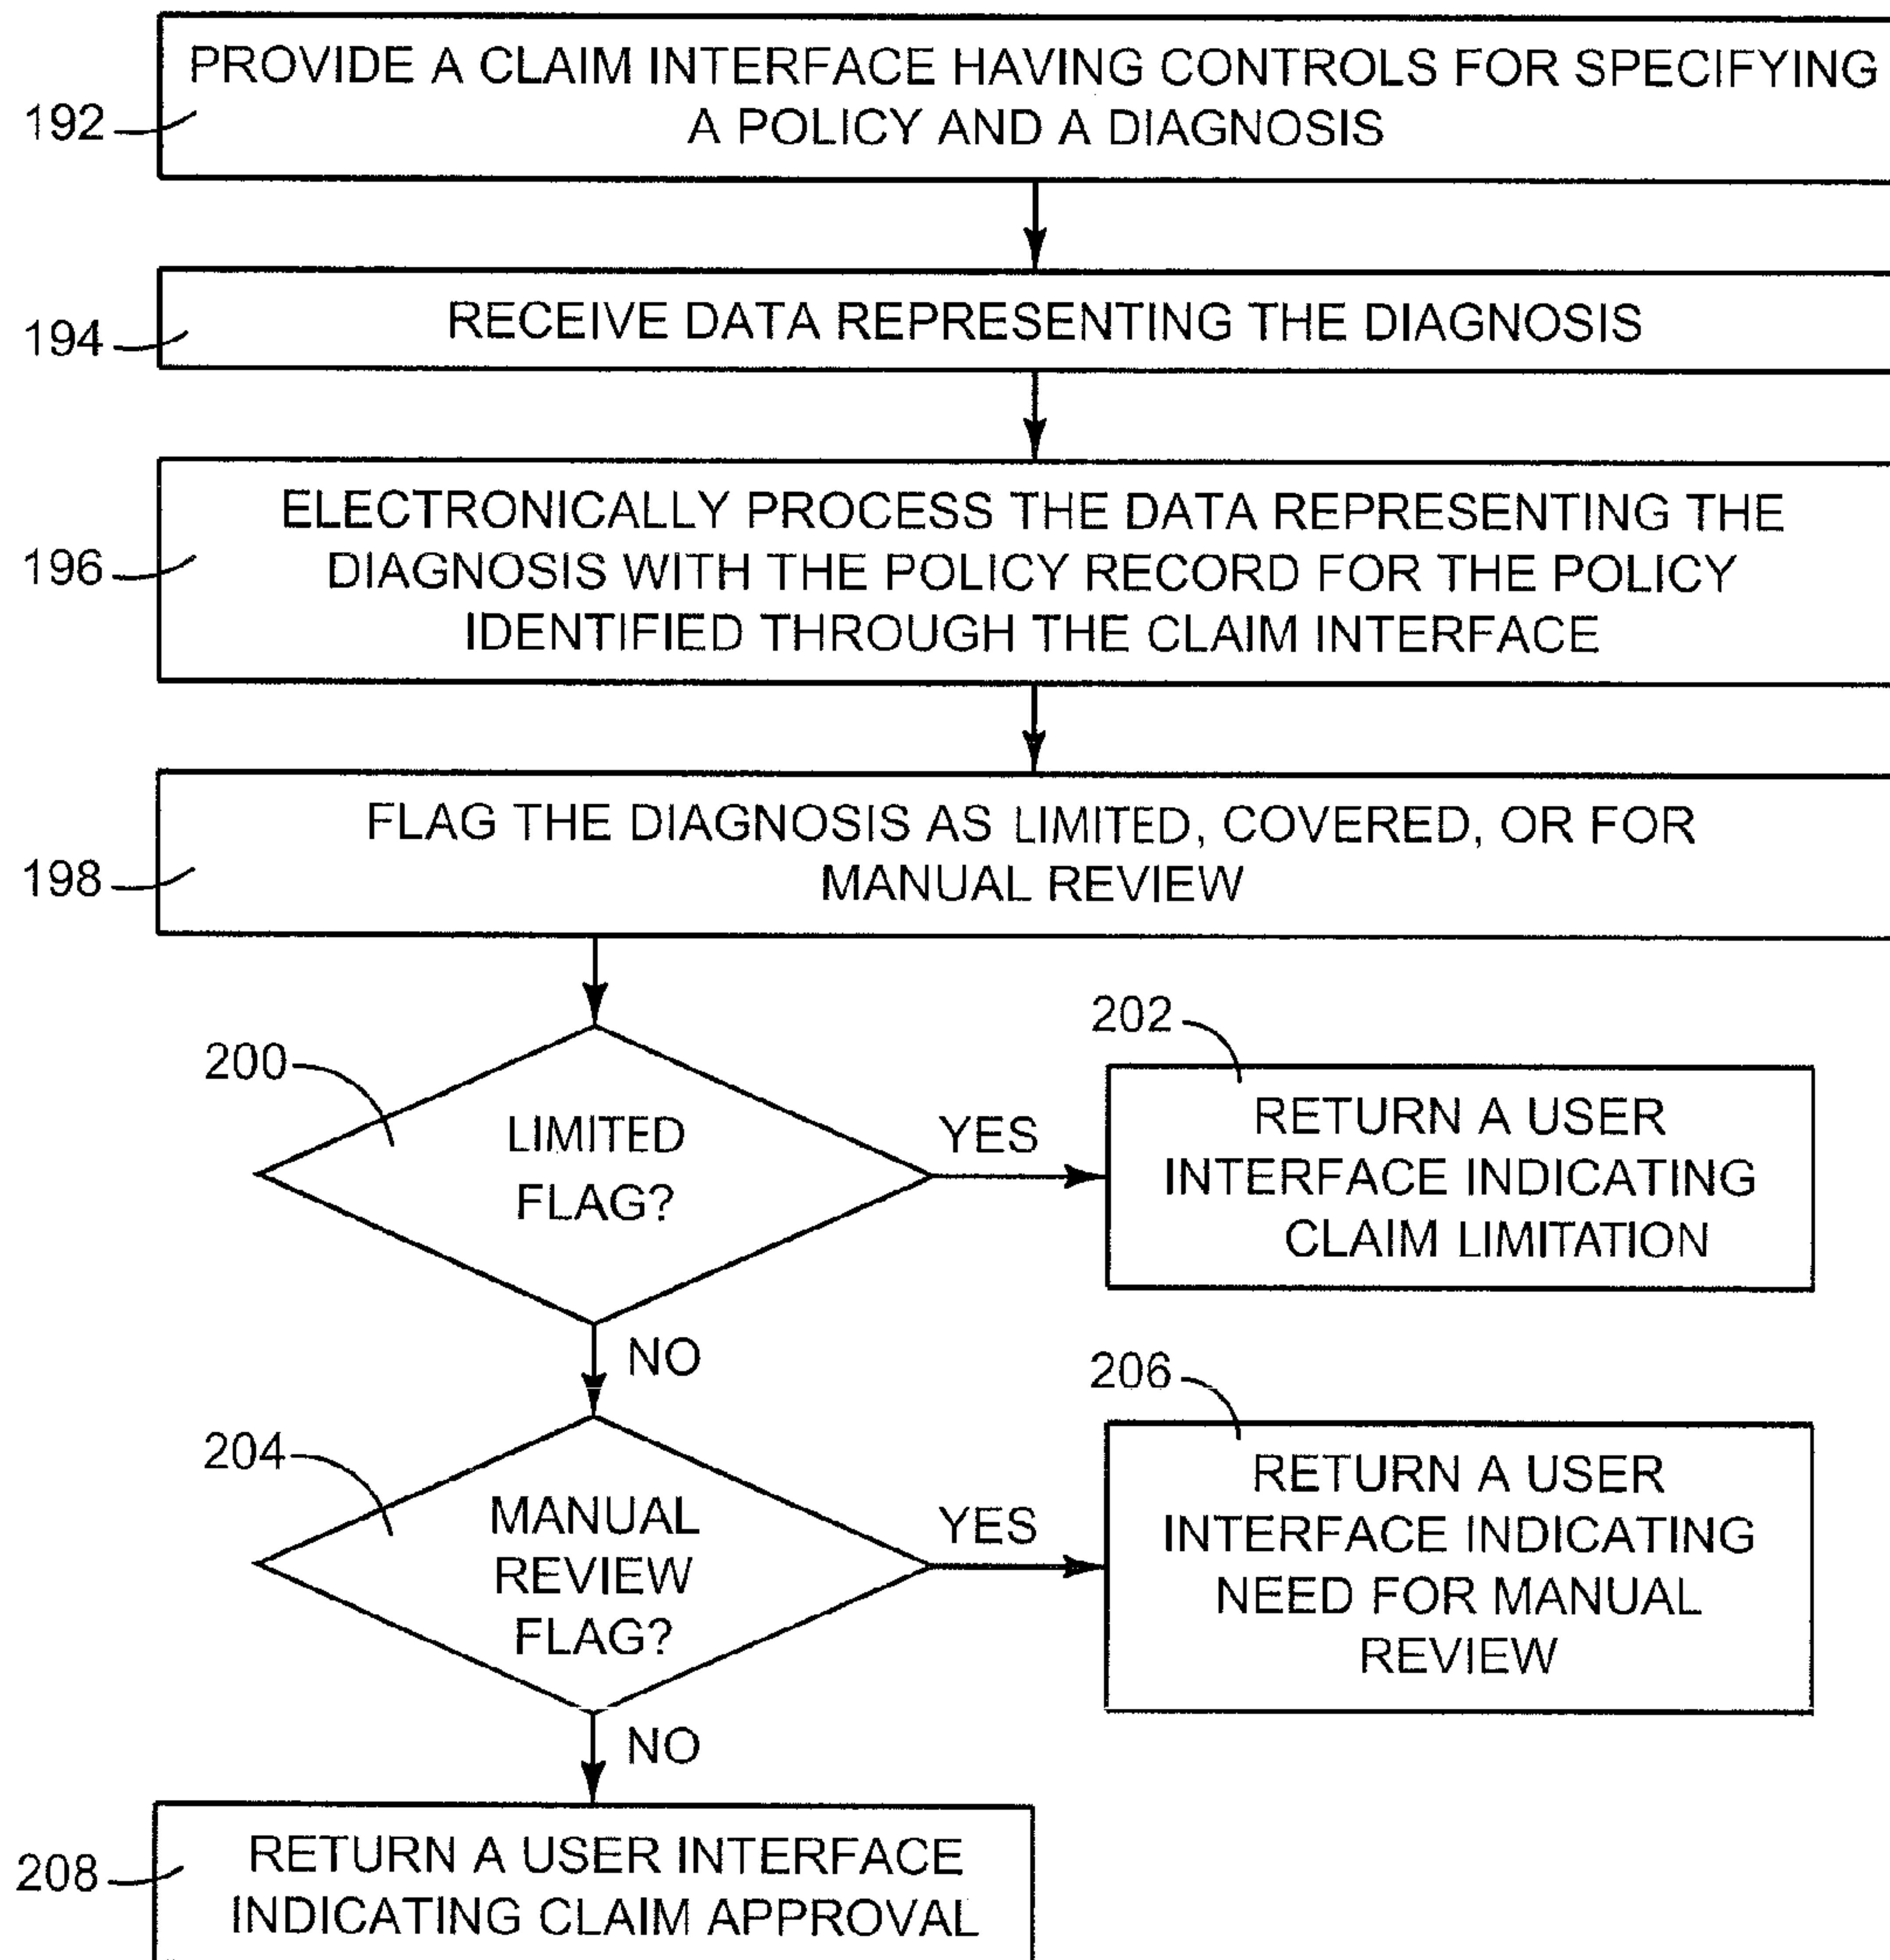 PROVIDE A CLAIM INTERFACE HAVING CONTROLS FOR SPECIFYING
A POLICY AND A DIAGNOSIS
192
RECEIVE DATA REPRESENTING THE DIAGNOSIS
194
ELECTRONICALLY PROCESS THE DATA REPRESENTING THE
DIAGNOSIS WITH THE POLICY RECORD FOR THE POLICY
IDENTIFIED THROUGH THE CLAIM INTERFACE
196
FLAG THE DIAGNOSIS AS LIMITED, COVERED, OR FOR
MANUAL REVIEW
198
200
LIMITED
FLAG?
YES
202
RETURN A USER
INTERFACE INDICATING
CLAIM LIMITATION
NO
204
MANUAL
REVIEW
FLAG?
YES
206
RETURN A USER
INTERFACE INDICATING
NEED FOR MANUAL
REVIEW
NO
208
RETURN A USER INTERFACE
INDICATING CLAIM APPROVAL